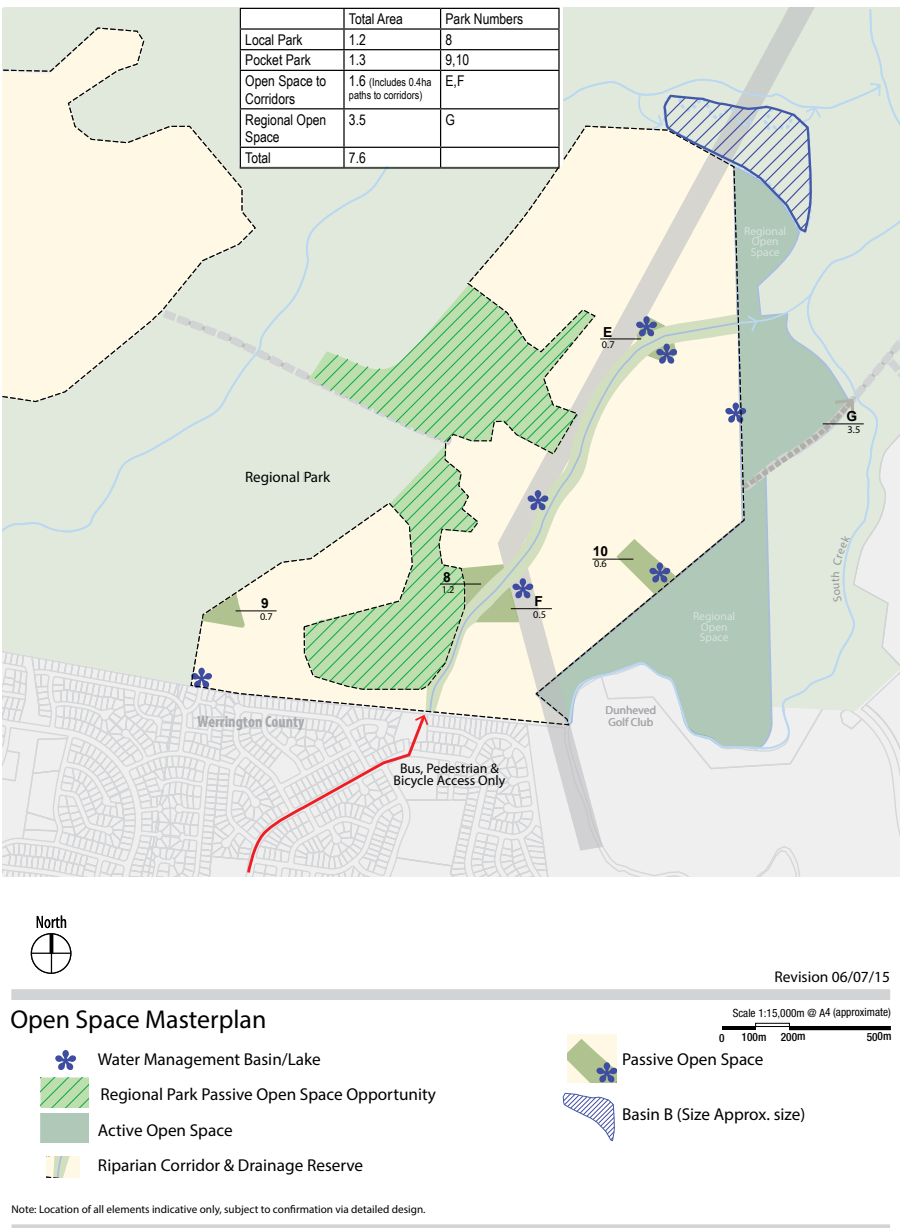 Total Area Park Numbers
Local Park 1.2 8
Pocket Park 1.3 9,10
Open Space to Corridors 1.6 (Includes 0.4ha paths to corridors) E,F
Regional Open Space 3.5 G
Total 7.6
Regional
Open
Space
E
0.7
G
3.5
Regional Park
10
0.6
8
1.2
F
0.5
9
0.7
South Creek
Regional
Open
Space
Dunheved
Golf Club
Werrington County
Bus, Pedestrian &
Bicycle Access Only
North
Revision 06/07/15
Open Space Masterplan
Scale 1:15,000m @ A4 (approximate)
0 100m 200m 500m
Water Management Basin/Lake
Regional Park Passive Open Space Opportunity
Active Open Space
Riparian Corridor & Drainage Reserve
Passive Open Space
Basin B (Size Approx. size)
Note: Location of all elements indicative only, subject to confirmation via detailed design.